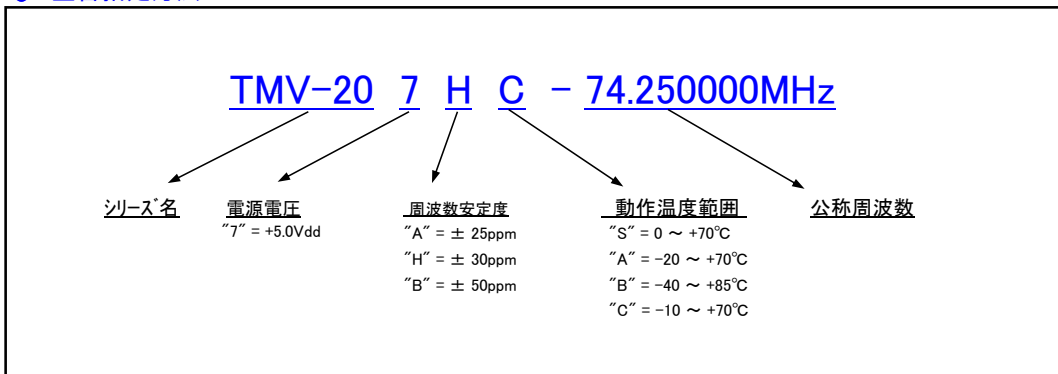 TMV-20 7 H C - 74.250000MHz
シリーズ名 電源電圧 周波数安定度 動作温度範囲 公称周波数
"7" = +5.0Vdd "A" = ± 25ppm "S" = 0 ~ +70℃
"H" = ± 30ppm "A" = -20 ~ +70℃
"B" = ± 50ppm "B" = -40 ~ +85℃
"C" = -10 ~ +70℃